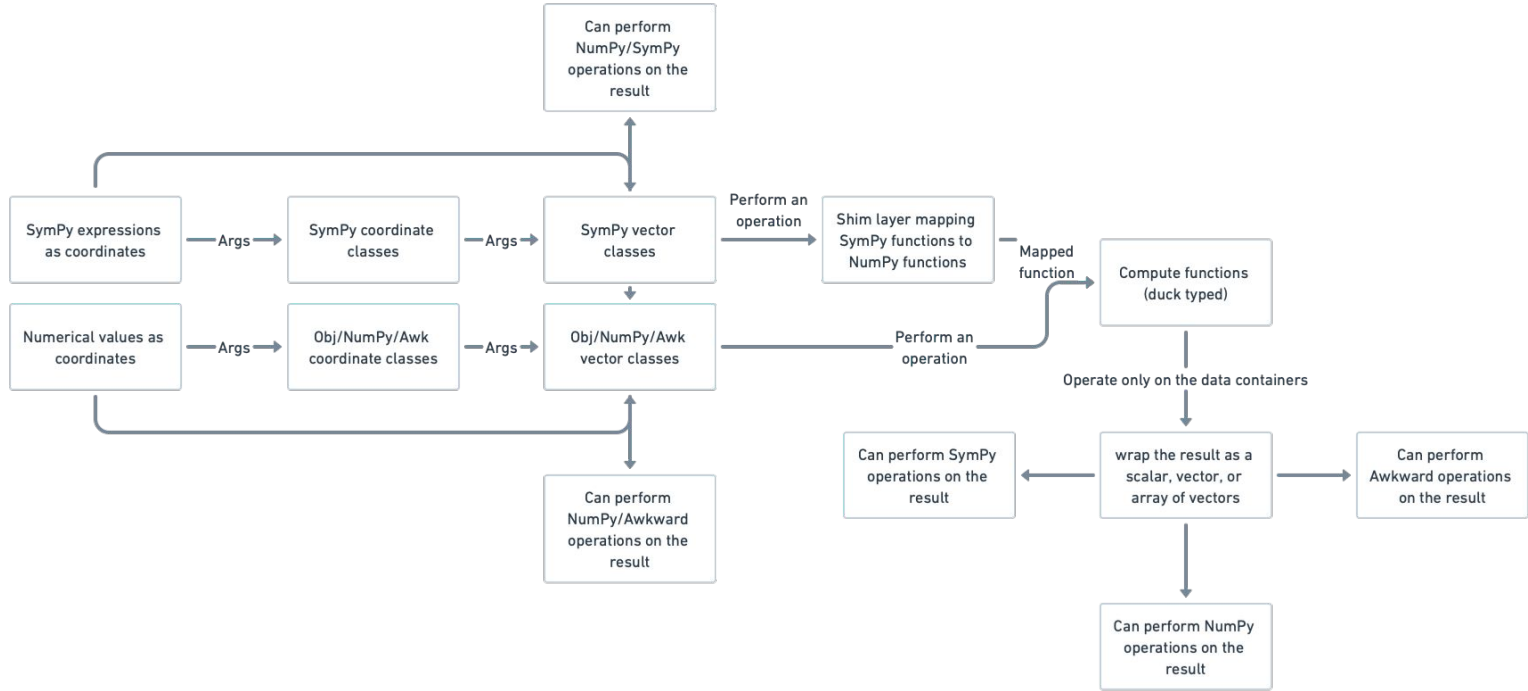 Can perform
NumPy/SymPy
operations on the
result
SymPy expressions
as coordinates
Args
SymPy coordinate
classes
Args
SymPy vector
classes
Perform an
operation
Shim layer mapping
SymPy functions to
NumPy functions
Mapped
function
Compute functions
(duck typed)
Numerical values as
coordinates
Args
Obj/NumPy/Awk
coordinate classes
Args
Obj/NumPy/Awk
vector classes
Perform an
operation
Operate only on the data containers
Can perform
NumPy/Awkward
operations on the
result
Can perform SymPy
operations on the
result
wrap the result as a
scalar, vector, or
array of vectors
Can perform
Awkward operations
on the result
Can perform NumPy
operations on the
result